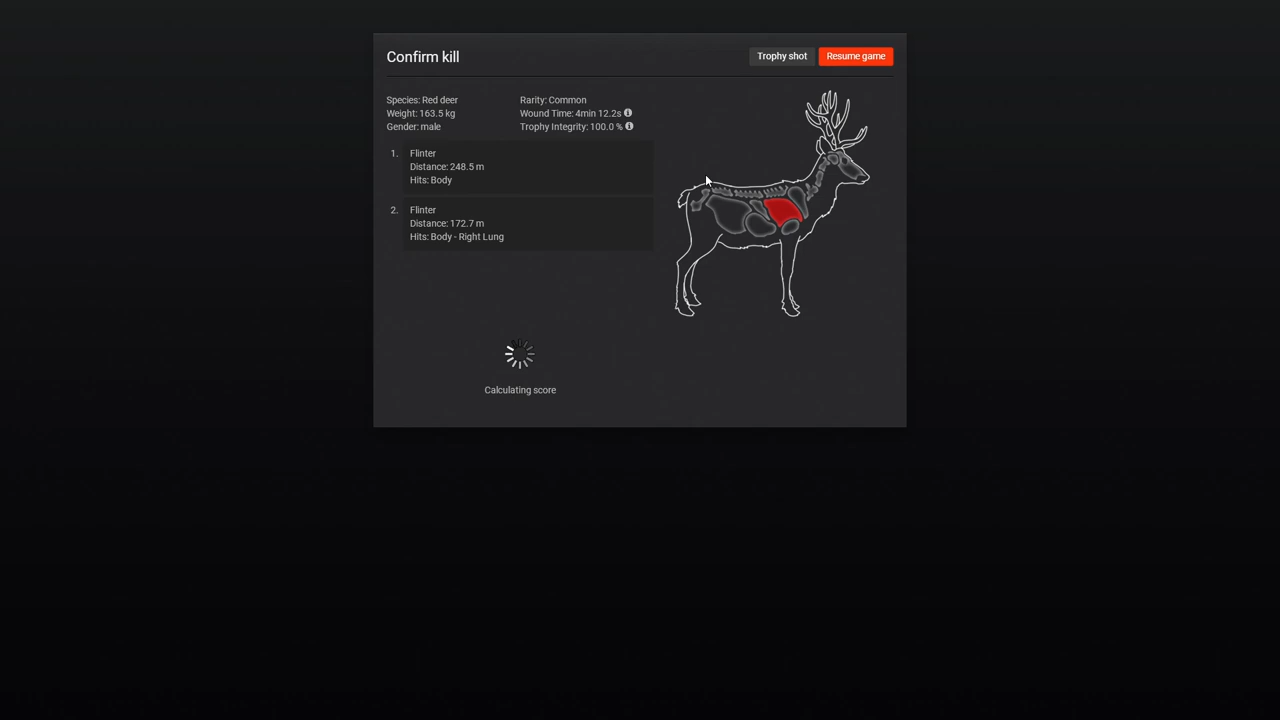 Confirm kill
Trophy shot
Resume game
Species: Red deer
Weight: 163.5 kg
Gender: male
Rarity: Common
Wound Time: 4min 12.2s
Trophy Integrity: 100.0 %
1.
Flinter
Distance: 248.5 m
Hits: Body
2.
Flinter
Distance: 172.7 m
Hits: Body - Right Lung
Calculating score